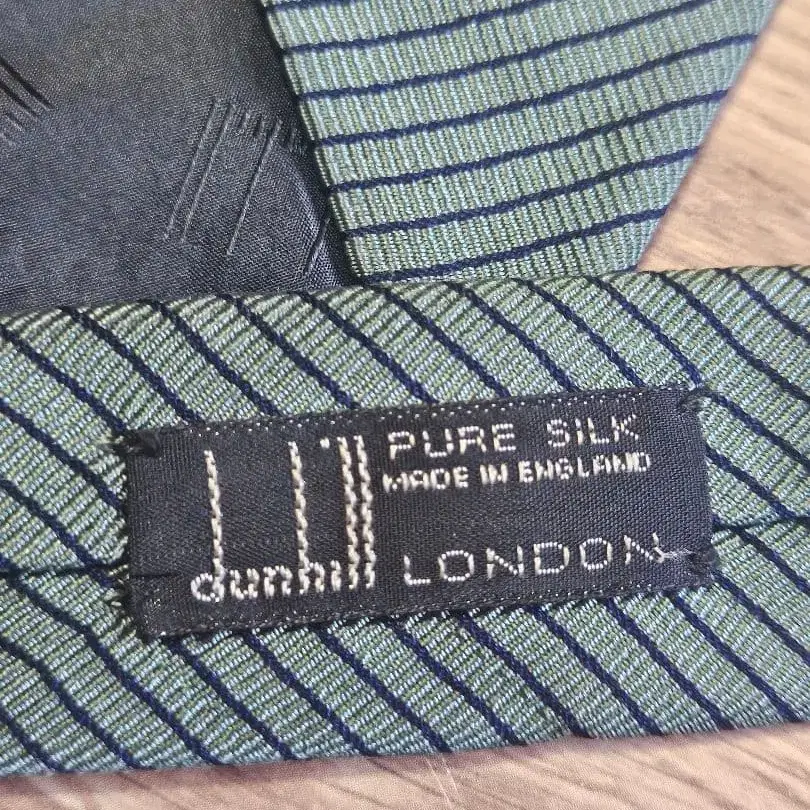 dunhill
PURE SILK
MADE IN ENGLAND
LONDON